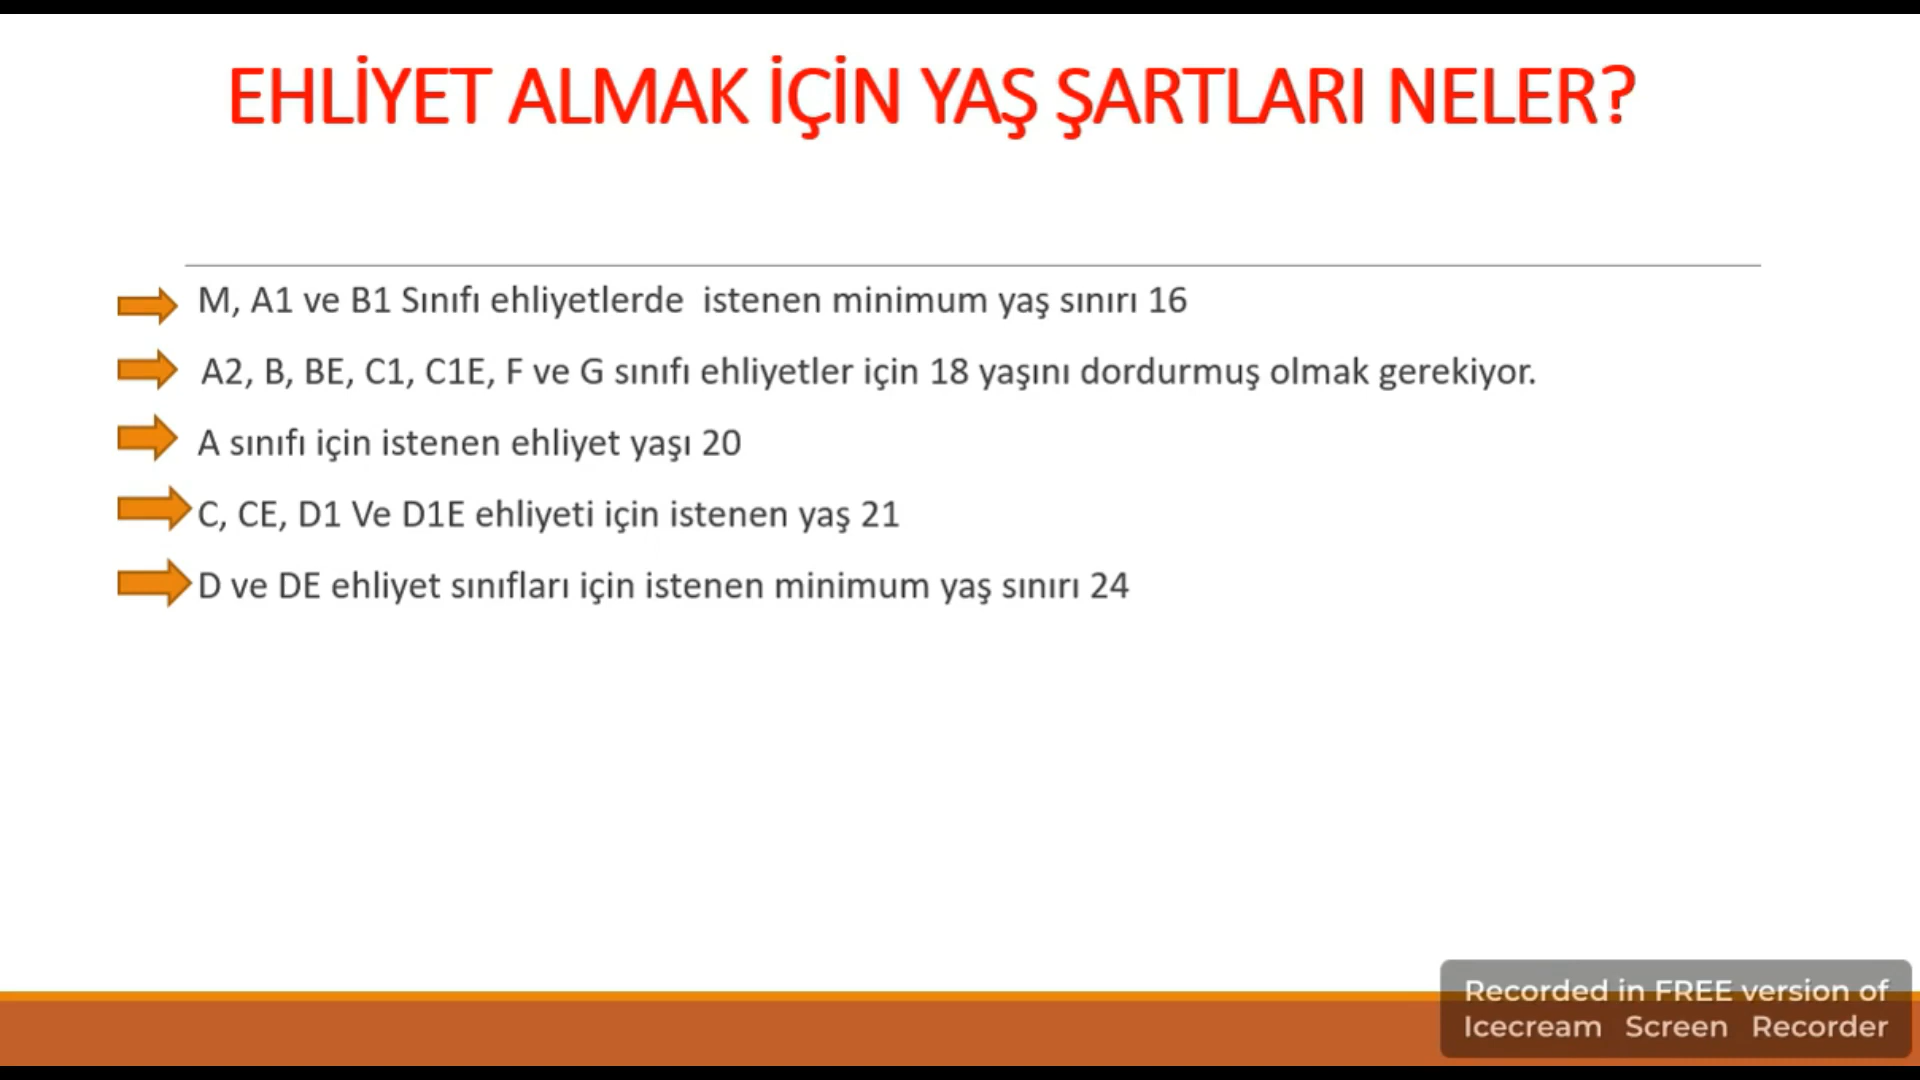 EHLİYET ALMAK İÇİN YAŞ ŞARTLARI NELER?
M, A1 ve B1 Sınıfı ehliyetlerde istenen minimum yaş sınırı 16
A2, B, BE, C1, C1E, F ve G sınıfı ehliyetler için 18 yaşını dordurmuş olmak gerekiyor.
A sınıfı için istenen ehliyet yaşı 20
C, CE, D1 Ve D1E ehliyeti için istenen yaş 21
D ve DE ehliyet sınıfları için istenen minimum yaş sınırı 24
Recorded in FREE version of
Icecream Screen Recorder